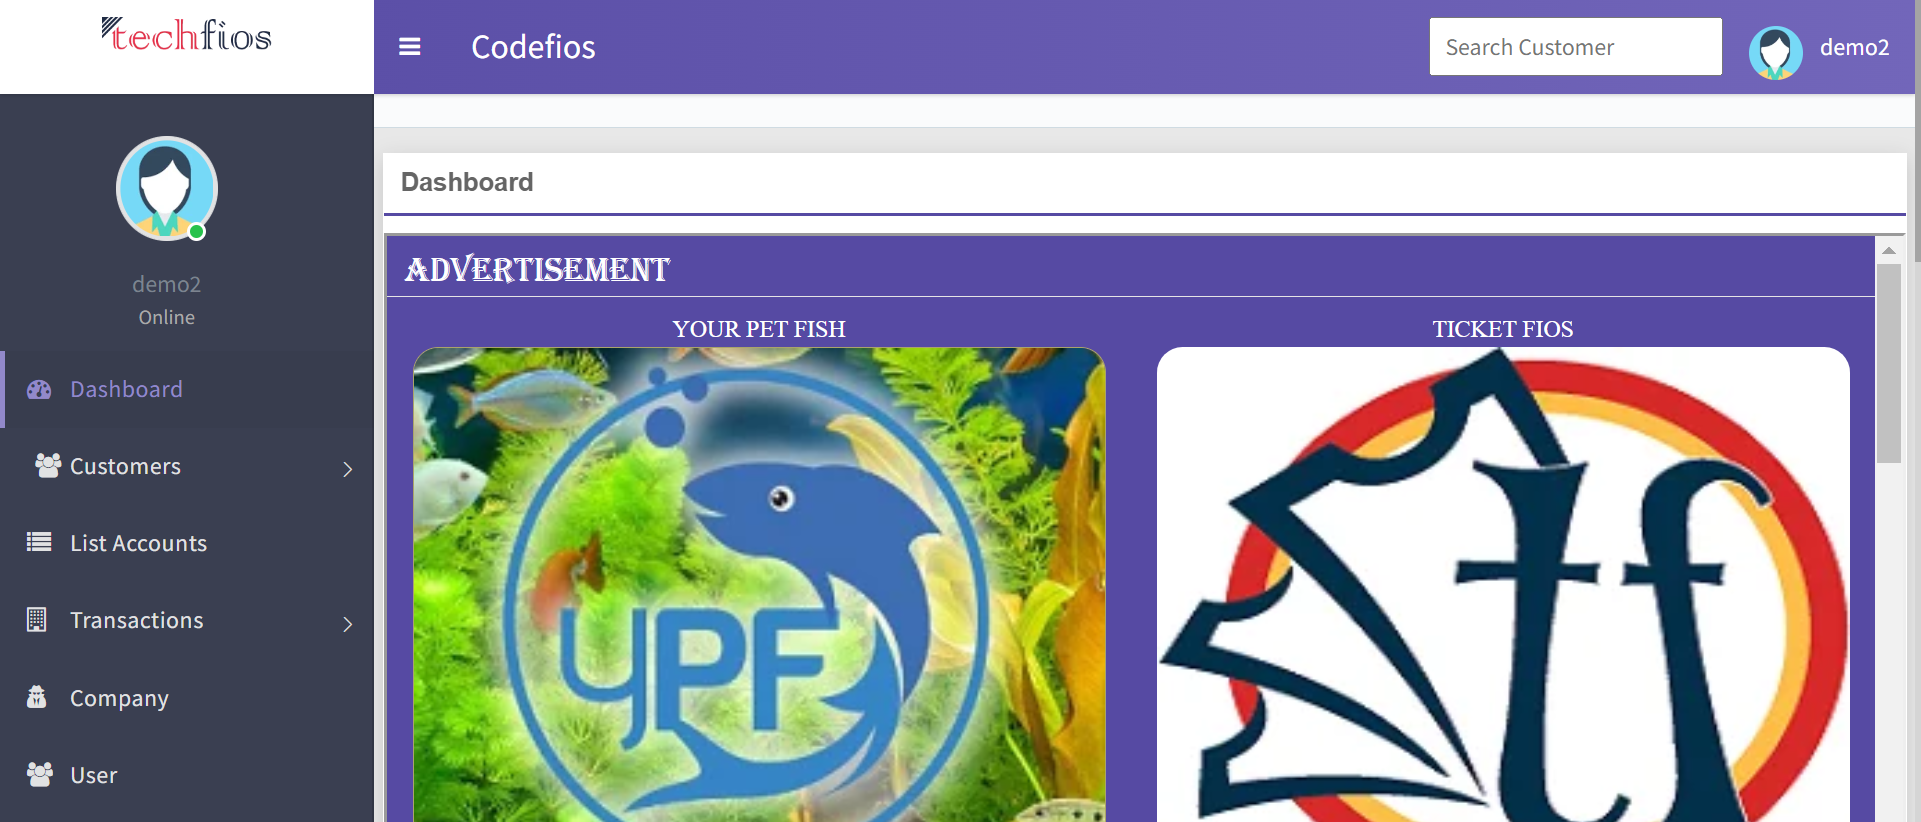 techfios
Codefios
Search Customer
demo2
demo2
Online
Dashboard
Customers
List Accounts
Transactions
Company
User
Dashboard
ADVERTISEMENT
YOUR PET FISH
TICKET FIOS
YPF
tf